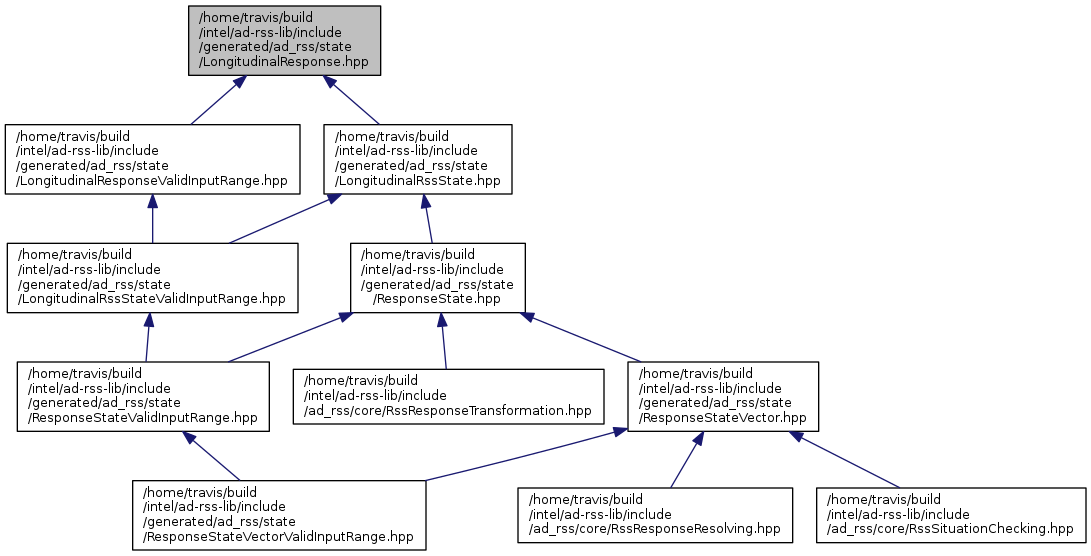 /home/travis/build
/intel/ad-rss-lib/include
/generated/ad_rss/state
/LongitudinalResponse.hpp
/home/travis/build
/intel/ad-rss-lib/include
/generated/ad_rss/state
/LongitudinalResponseValidInputRange.hpp
/home/travis/build
/intel/ad-rss-lib/include
/generated/ad_rss/state
/LongitudinalRssState.hpp
/home/travis/build
/intel/ad-rss-lib/include
/generated/ad_rss/state
/LongitudinalRssStateValidInputRange.hpp
/home/travis/build
/intel/ad-rss-lib/include
/generated/ad_rss/state
/ResponseState.hpp
/home/travis/build
/intel/ad-rss-lib/include
/generated/ad_rss/state
/ResponseStateValidInputRange.hpp
/home/travis/build
/intel/ad-rss-lib/include
/ad_rss/core/RssResponseTransformation.hpp
/home/travis/build
/intel/ad-rss-lib/include
/generated/ad_rss/state
/ResponseStateVector.hpp
/home/travis/build
/intel/ad-rss-lib/include
/generated/ad_rss/state
/ResponseStateVectorValidInputRange.hpp
/home/travis/build
/intel/ad-rss-lib/include
/ad_rss/core/RssResponseResolving.hpp
/home/travis/build
/intel/ad-rss-lib/include
/ad_rss/core/RssSituationChecking.hpp